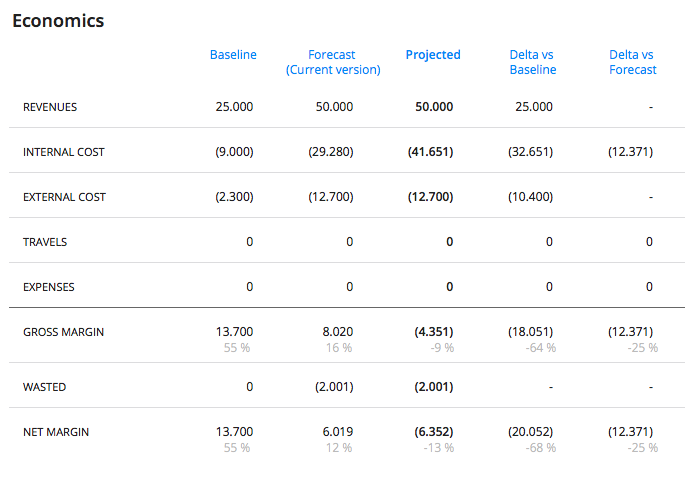 Economics
Baseline Forecast Projected Delta vs Delta vs
(Current version) Baseline Forecast
REVENUES 25.000 50.000 50.000 25.000 -
INTERNAL COST (9.000) (29.280) (41.651) (32.651) (12.371)
EXTERNAL COST (2.300) (12.700) (12.700) (10.400) -
TRAVELS 0 0 0 0 0
EXPENSES 0 0 0 0 0
GROSS MARGIN 13.700 8.020 (4.351) (18.051) (12.371)
55 % 16 % -9 % -64 % -25 %
WASTED 0 (2.001) (2.001) - -
NET MARGIN 13.700 6.019 (6.352) (20.052) (12.371)
55 % 12 % -13 % -68 % -25 %